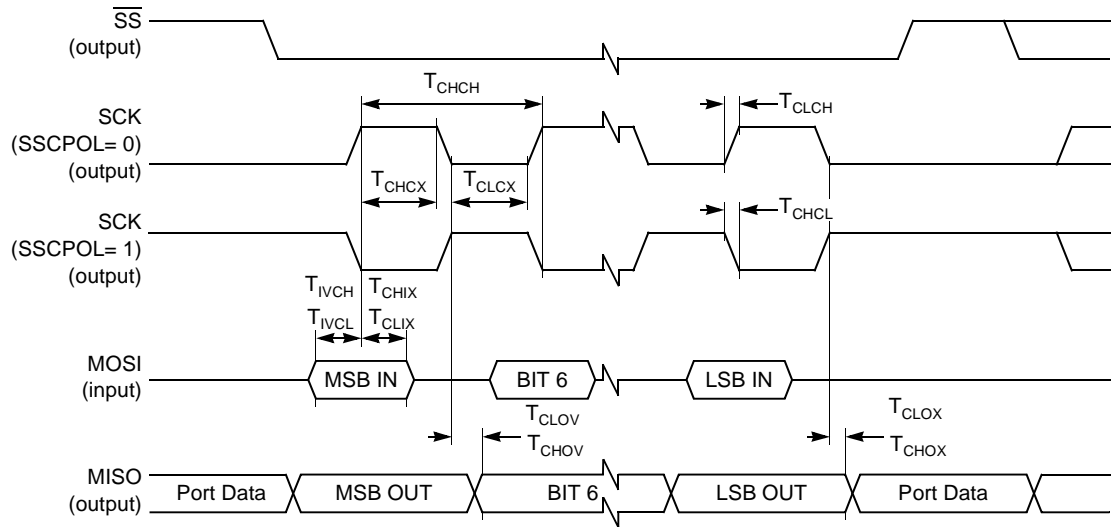 SS
(output)
T_CHCH
SCK
(SSCPOL= 0)
(output)
T_CLCH
T_CHCX
T_CLCX
SCK
(SSCPOL= 1)
(output)
T_CHCL
T_IVCH T_CHIX
T_IVCL T_CLIX
MOSI
(input)
MSB IN
BIT 6
LSB IN
T_CLOV
T_CHOV
T_CLOX
T_CHOX
MISO
(output)
Port Data
MSB OUT
BIT 6
LSB OUT
Port Data